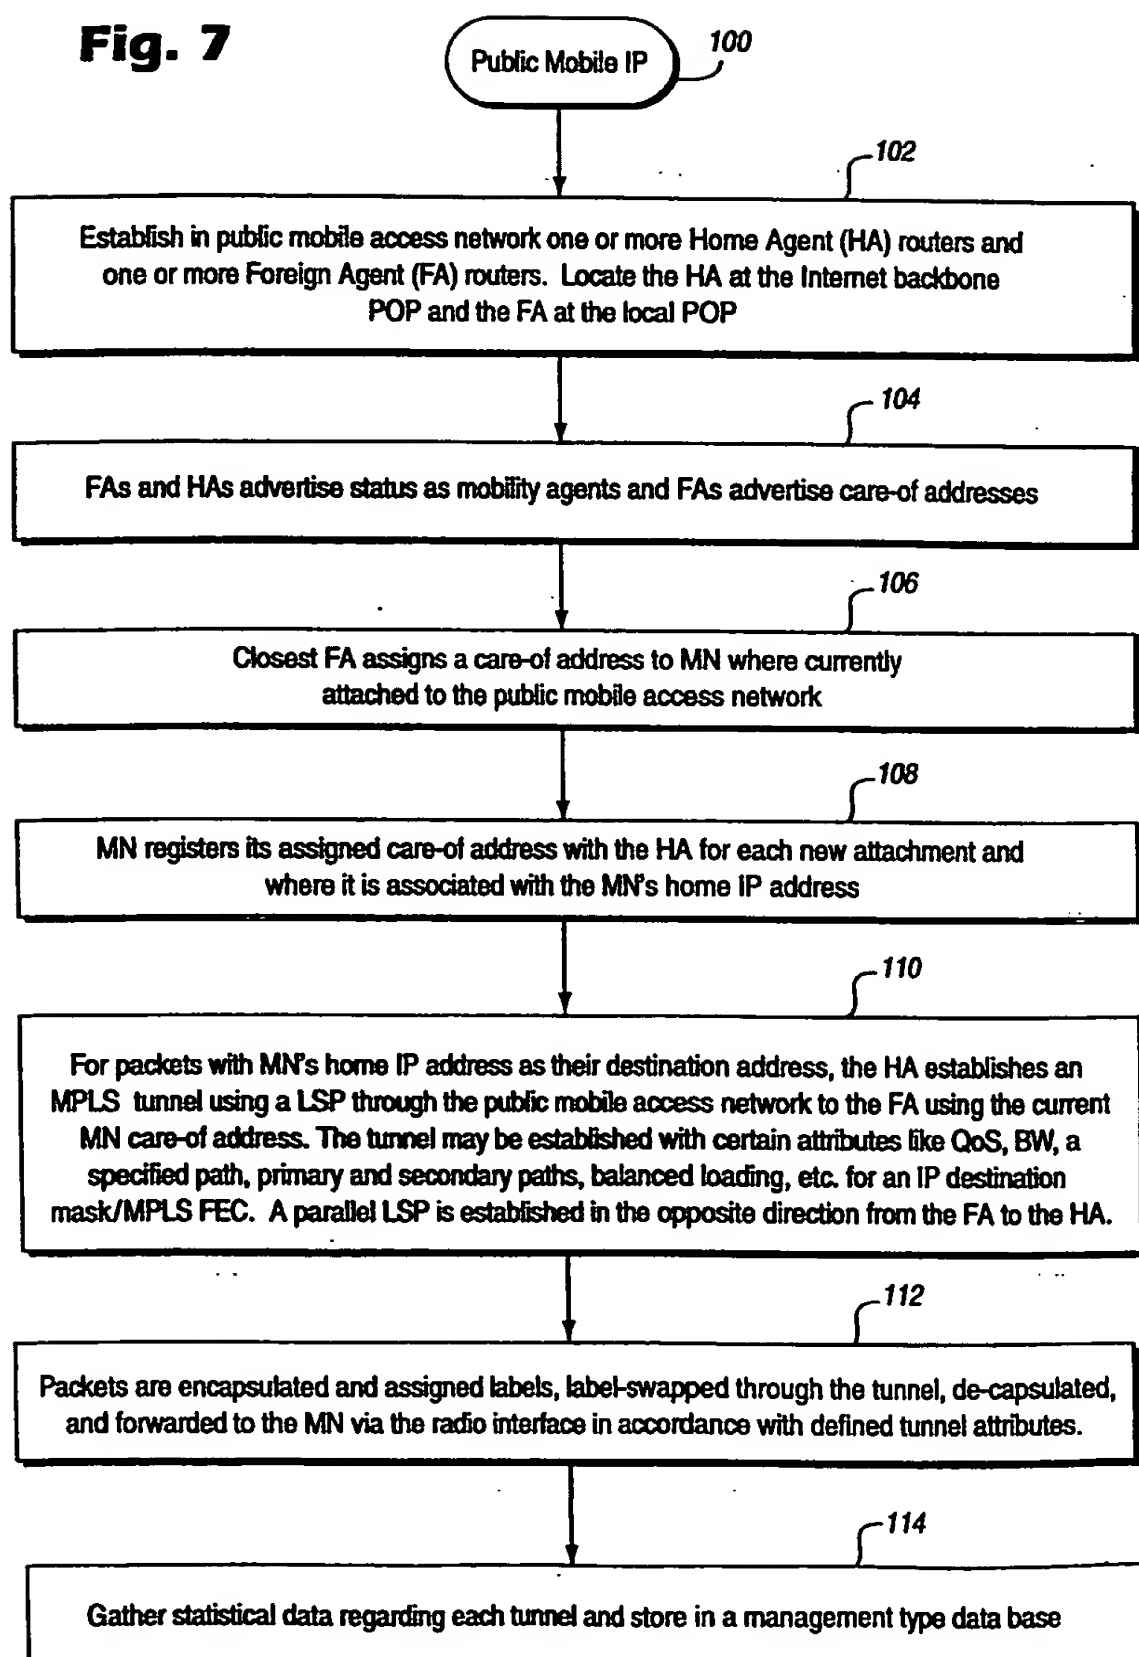 Fig. 7
Public Mobile IP
100
102
Establish in public mobile access network one or more Home Agent (HA) routers and
one or more Foreign Agent (FA) routers. Locate the HA at the Internet backbone
POP and the FA at the local POP
104
FAs and HAs advertise status as mobility agents and FAs advertise care-of addresses
106
Closest FA assigns a care-of address to MN where currently
attached to the public mobile access network
108
MN registers its assigned care-of address with the HA for each new attachment and
where it is associated with the MN's home IP address
110
For packets with MN's home IP address as their destination address, the HA establishes an
MPLS tunnel using a LSP through the public mobile access network to the FA using the current
MN care-of address. The tunnel may be established with certain attributes like QoS, BW, a
specified path, primary and secondary paths, balanced loading, etc. for an IP destination
mask/MPLS FEC. A parallel LSP is established in the opposite direction from the FA to the HA.
112
Packets are encapsulated and assigned labels, label-swapped through the tunnel, de-capsulated,
and forwarded to the MN via the radio interface in accordance with defined tunnel attributes.
114
Gather statistical data regarding each tunnel and store in a management type data base